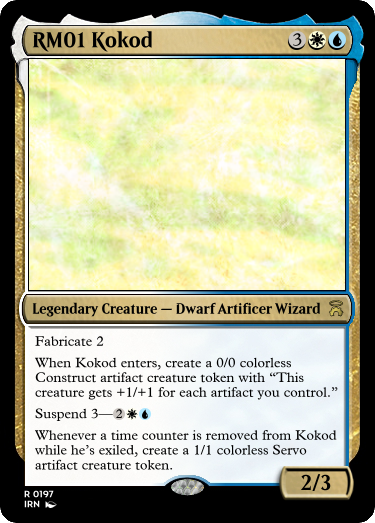 RM01 Kokod
3
Legendary Creature — Dwarf Artificer Wizard
Fabricate 2
When Kokod enters, create a 0/0 colorless
Construct artifact creature token with “This
creature gets +1/+1 for each artifact you control.”
Suspend 3—2
Whenever a time counter is removed from Kokod
while he’s exiled, create a 1/1 colorless Servo
artifact creature token.
2/3
R 0197
IRN